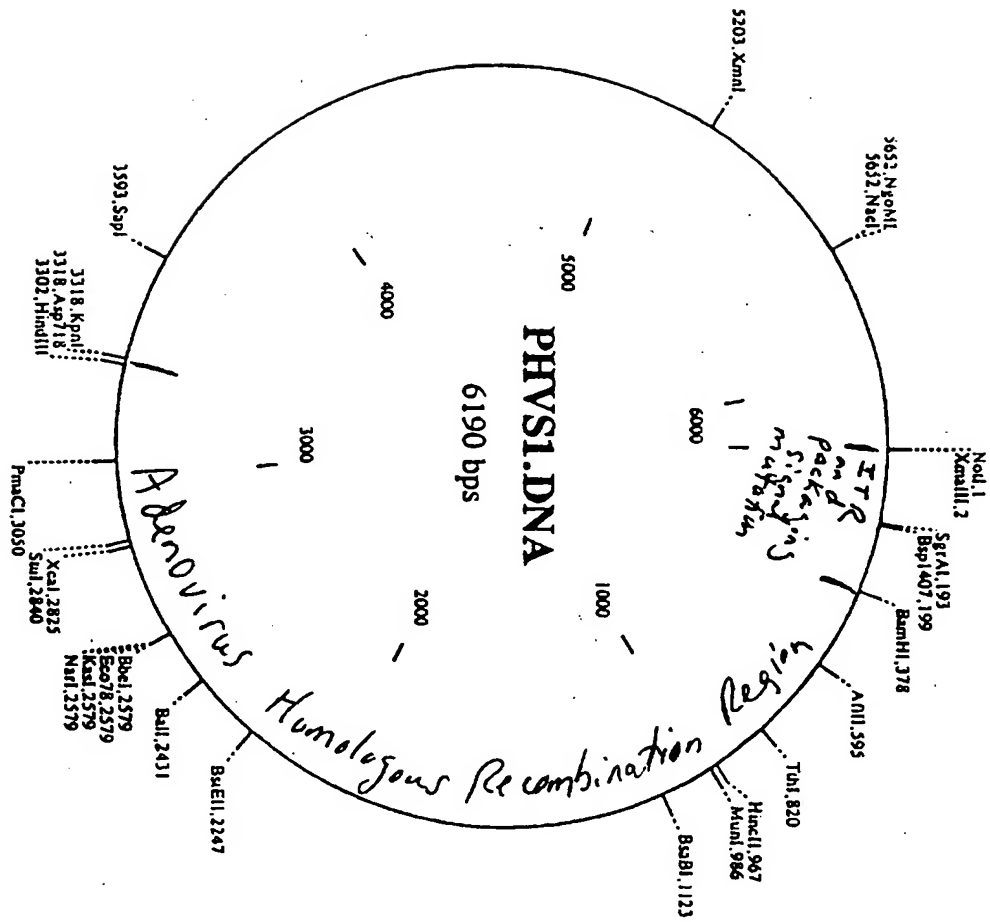 NotI,1
XmaIII,2
SgrAI,193
Bsp1407,199
BamHI,378
AflII,595
TthI,820
HincII,967
MunI,986
BsaBI,1123
BstEII,2247
BalI,2431
BbeI,2579
Eco78,2579
KasI,2579
NarI,2579
XcaI,2825
SwaI,2840
PmaCI,3050
3318.KpnI
3318.Asp718
3302.HindIII
3593.SapI
5203.XmnI
5652.NgoMI
5652.NaeI
ITR
and
packaging
signaling
mutation
6000
5000
4000
3000
2000
1000
PHVS1.DNA
6190 bps
Adenovirus Homologous Recombination Region